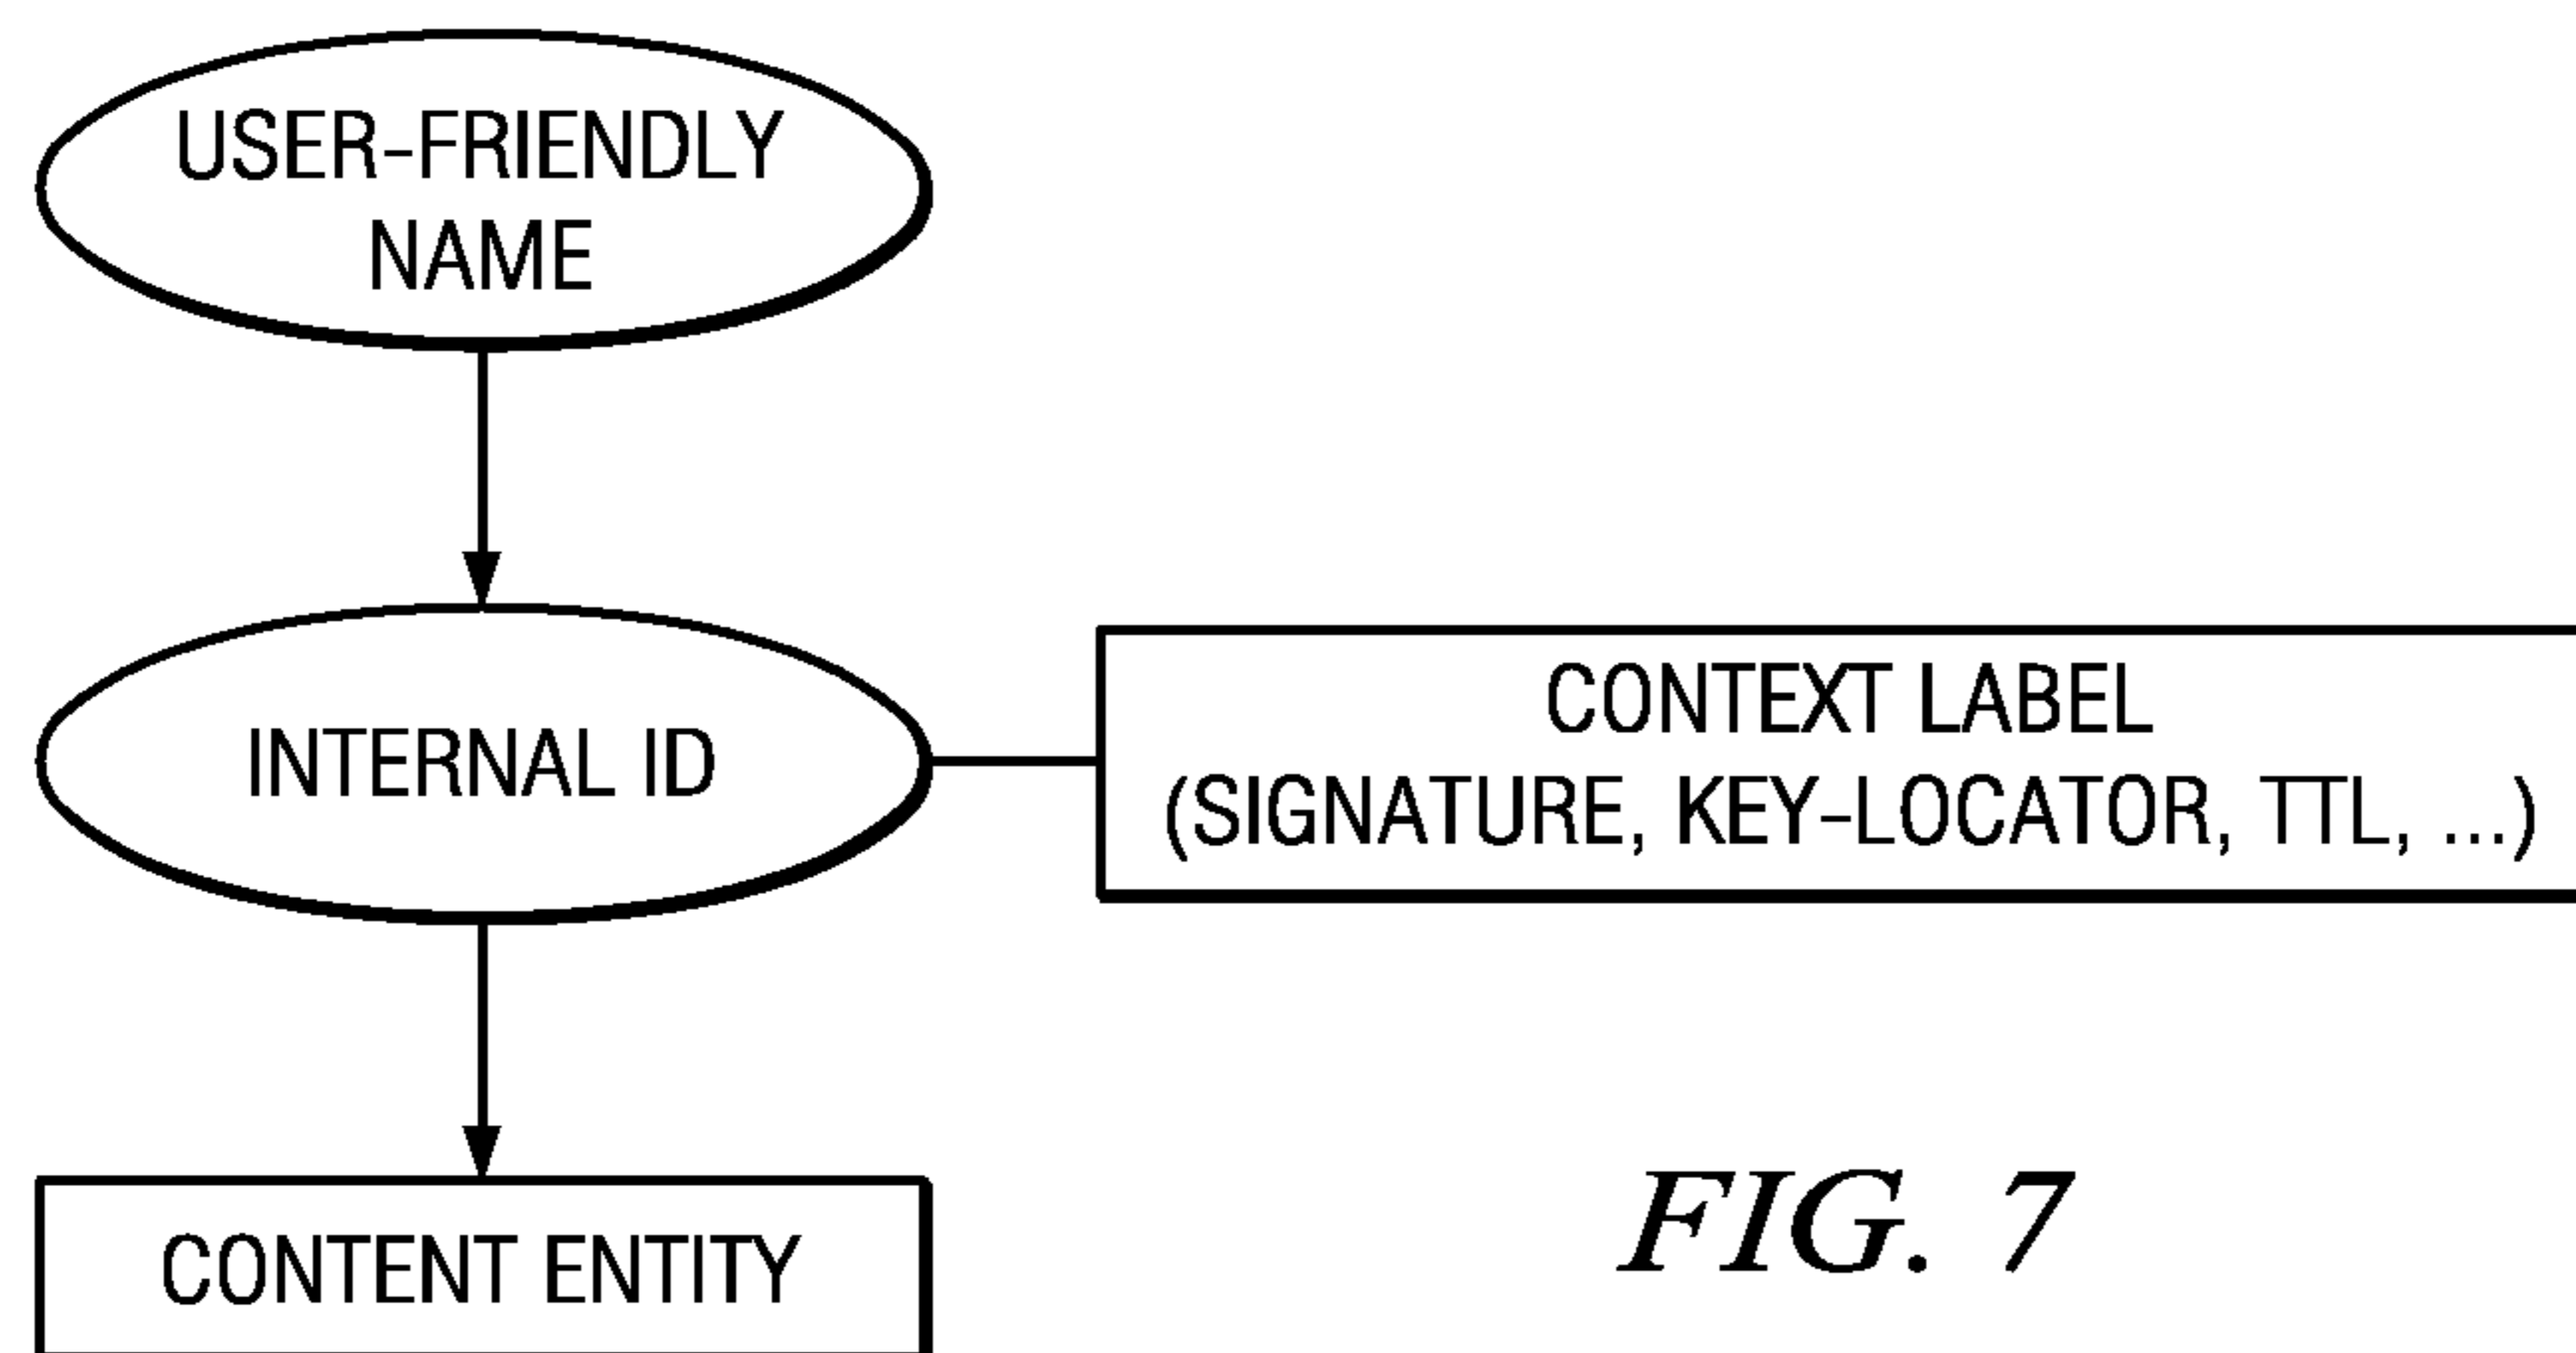 USER-FRIENDLY
NAME
INTERNAL ID
CONTEXT LABEL
(SIGNATURE, KEY-LOCATOR, TTL, ...)
CONTENT ENTITY
FIG. 7